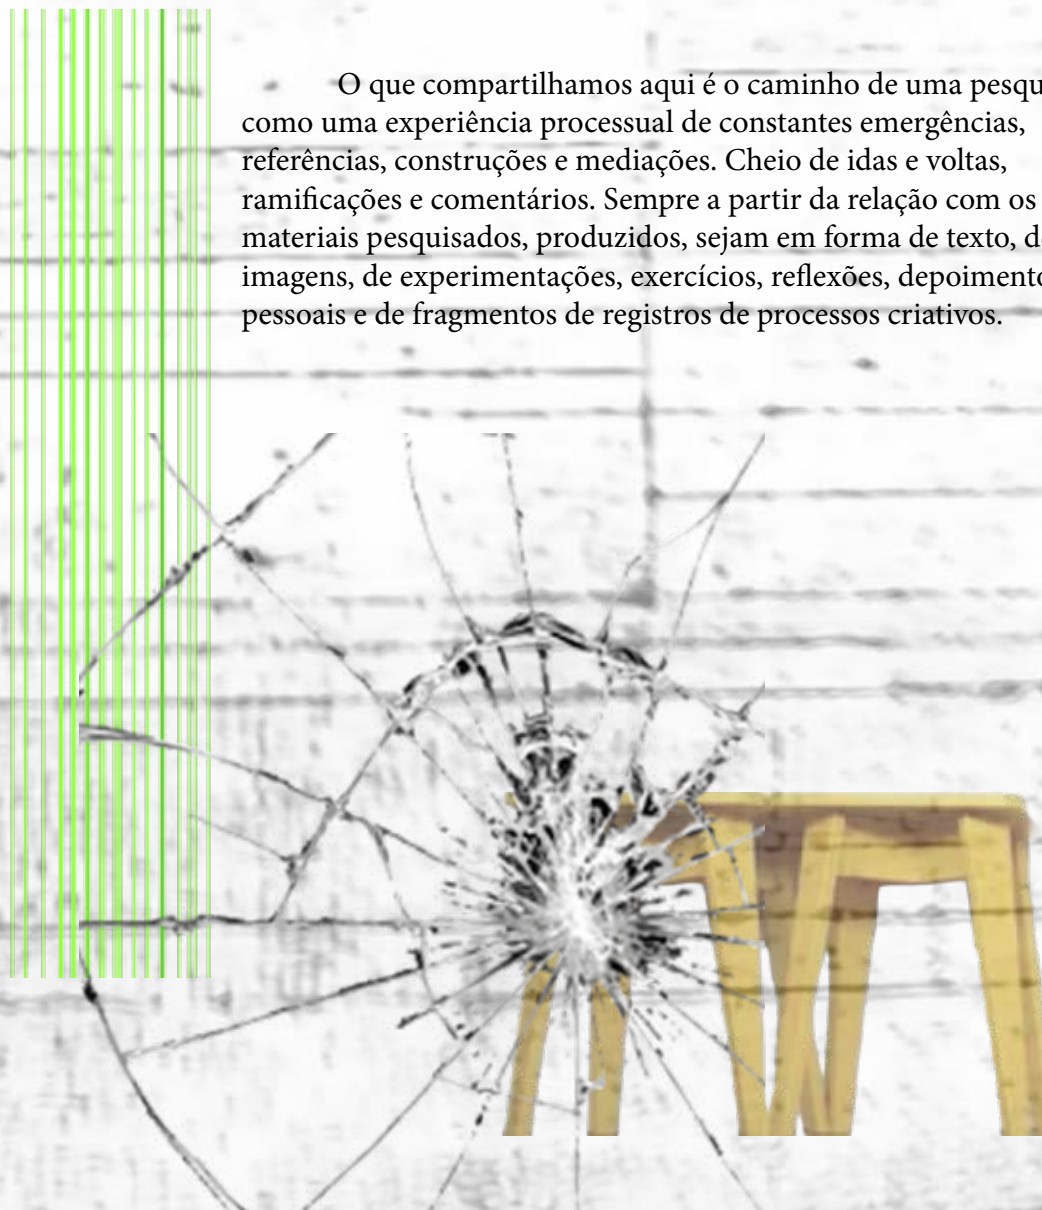 O que compartilhamos aqui é o caminho de uma pesqu
como uma experiência processual de constantes emergências,
referências, construções e mediações. Cheio de idas e voltas,
ramificações e comentários. Sempre a partir da relação com os
materiais pesquisados, produzidos, sejam em forma de texto, d
imagens, de experimentações, exercícios, reflexões, depoimento
pessoais e de fragmentos de registros de processos criativos.